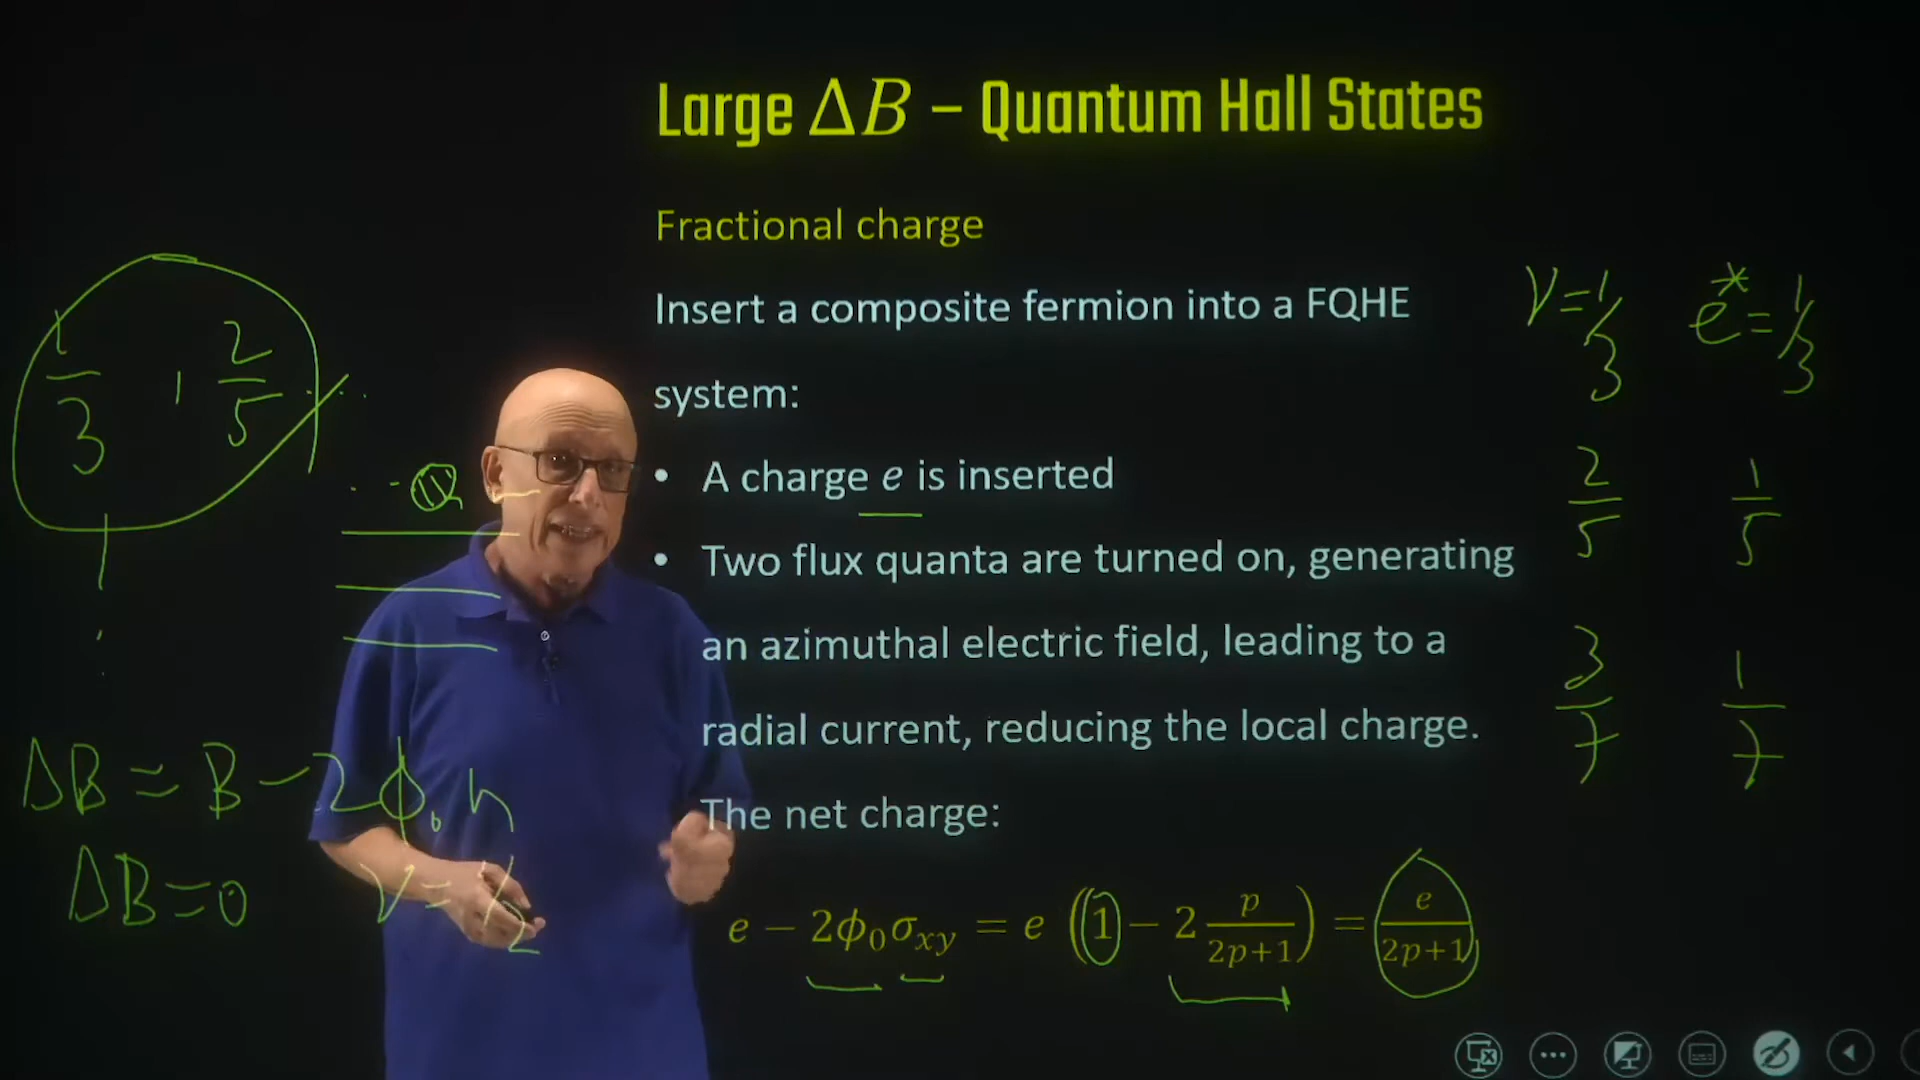 Large ΔB – Quantum Hall States
Fractional charge
Insert a composite fermion into a FQHE
system:
• A charge e is inserted
• Two flux quanta are turned on, generating
an azimuthal electric field, leading to a
radial current, reducing the local charge.
The net charge:
e − 2ϕ₀σxy = e (1 − 2 p/(2p+1)) = e/(2p+1)
1/3 , 2/5 ...
ΔB = B − 2ϕ₀n
ΔB = 0 ν = 1/2
ν = 1/3 e* = 1/3
2/5 1/5
3/7 1/7